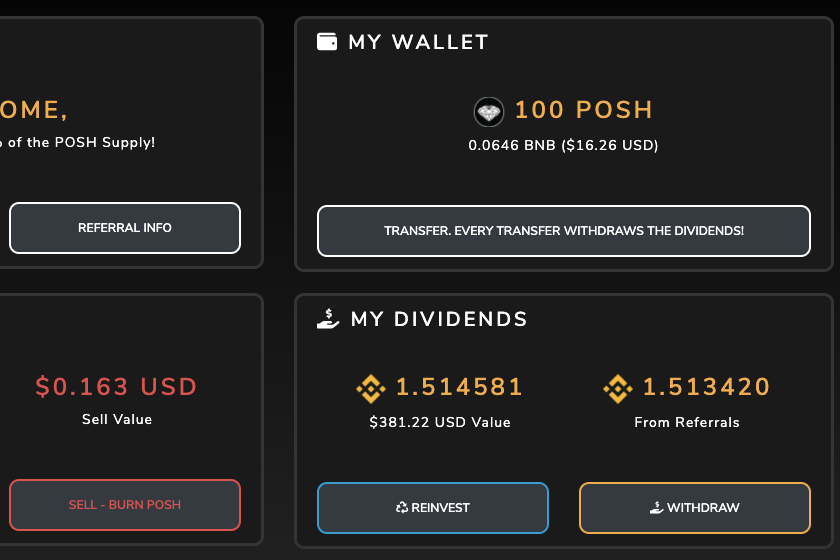 OME,
of the POSH Supply!
REFERRAL INFO
MY WALLET
100 POSH
0.0646 BNB ($16.26 USD)
TRANSFER. EVERY TRANSFER WITHDRAWS THE DIVIDENDS!
$0.163 USD
Sell Value
SELL - BURN POSH
MY DIVIDENDS
1.514581 1.513420
$381.22 USD Value From Referrals
REINVEST WITHDRAW